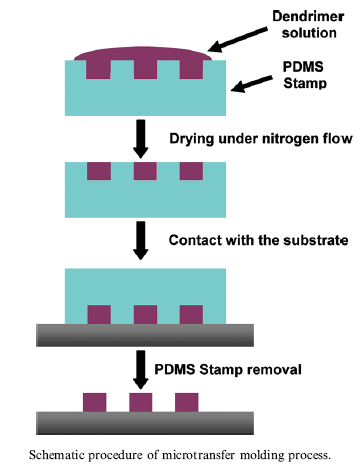 Dendrimer
solution
PDMS
Stamp
Drying under nitrogen flow
Contact with the substrate
PDMS Stamp removal
Schematic procedure of microtransfer molding process.